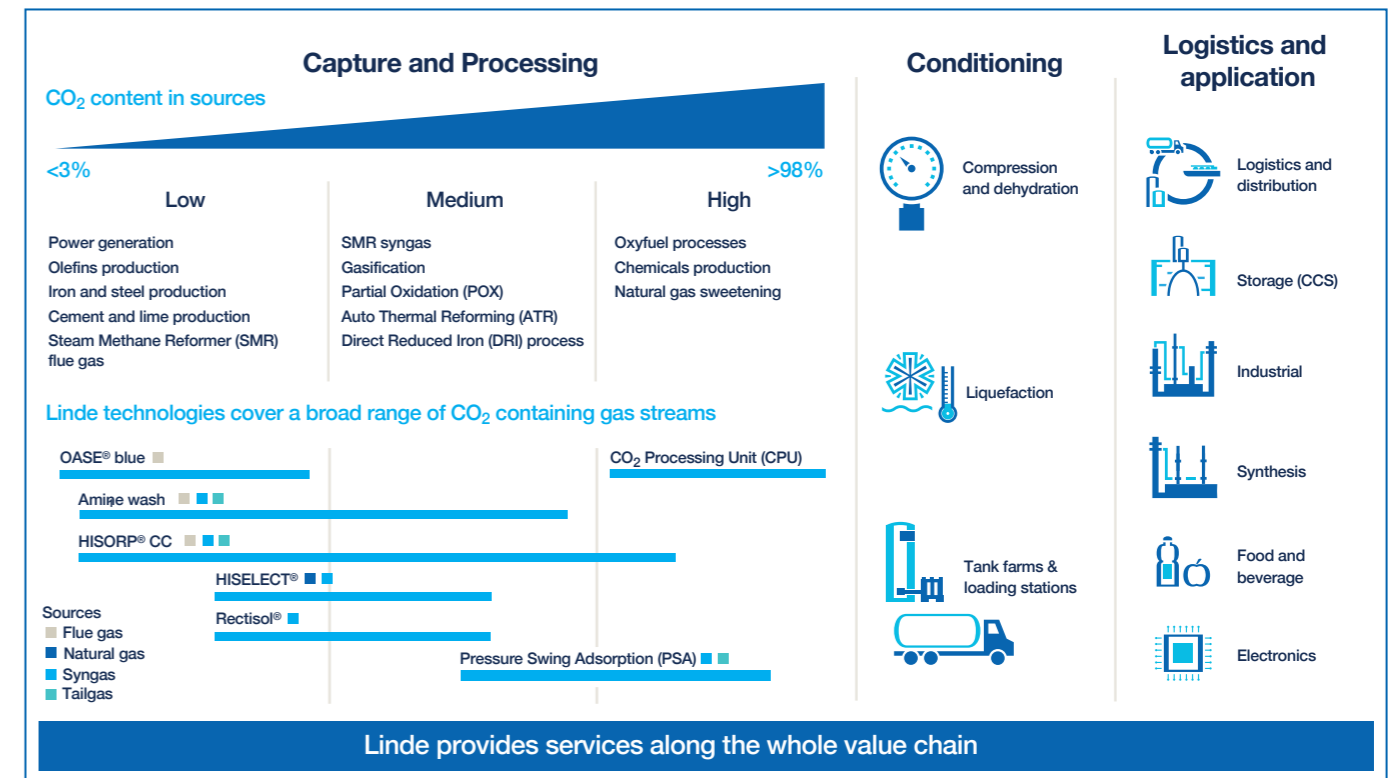 Capture and Processing
CO₂ content in sources
<3%
>98%
Low
Power generation
Olefins production
Iron and steel production
Cement and lime production
Steam Methane Reformer (SMR)
flue gas
Medium
SMR syngas
Gasification
Partial Oxidation (POX)
Auto Thermal Reforming (ATR)
Direct Reduced Iron (DRI) process
High
Oxyfuel processes
Chemicals production
Natural gas sweetening
Linde technologies cover a broad range of CO₂ containing gas streams
OASE® blue
CO₂ Processing Unit (CPU)
Amine wash
HISORP® CC
HISELECT®
Rectisol®
Pressure Swing Adsorption (PSA)
Sources
Flue gas
Natural gas
Syngas
Tailgas
Conditioning
Compression
and dehydration
Liquefaction
Tank farms &
loading stations
Logistics and
application
Logistics and
distribution
Storage (CCS)
Industrial
Synthesis
Food and
beverage
Electronics
Linde provides services along the whole value chain